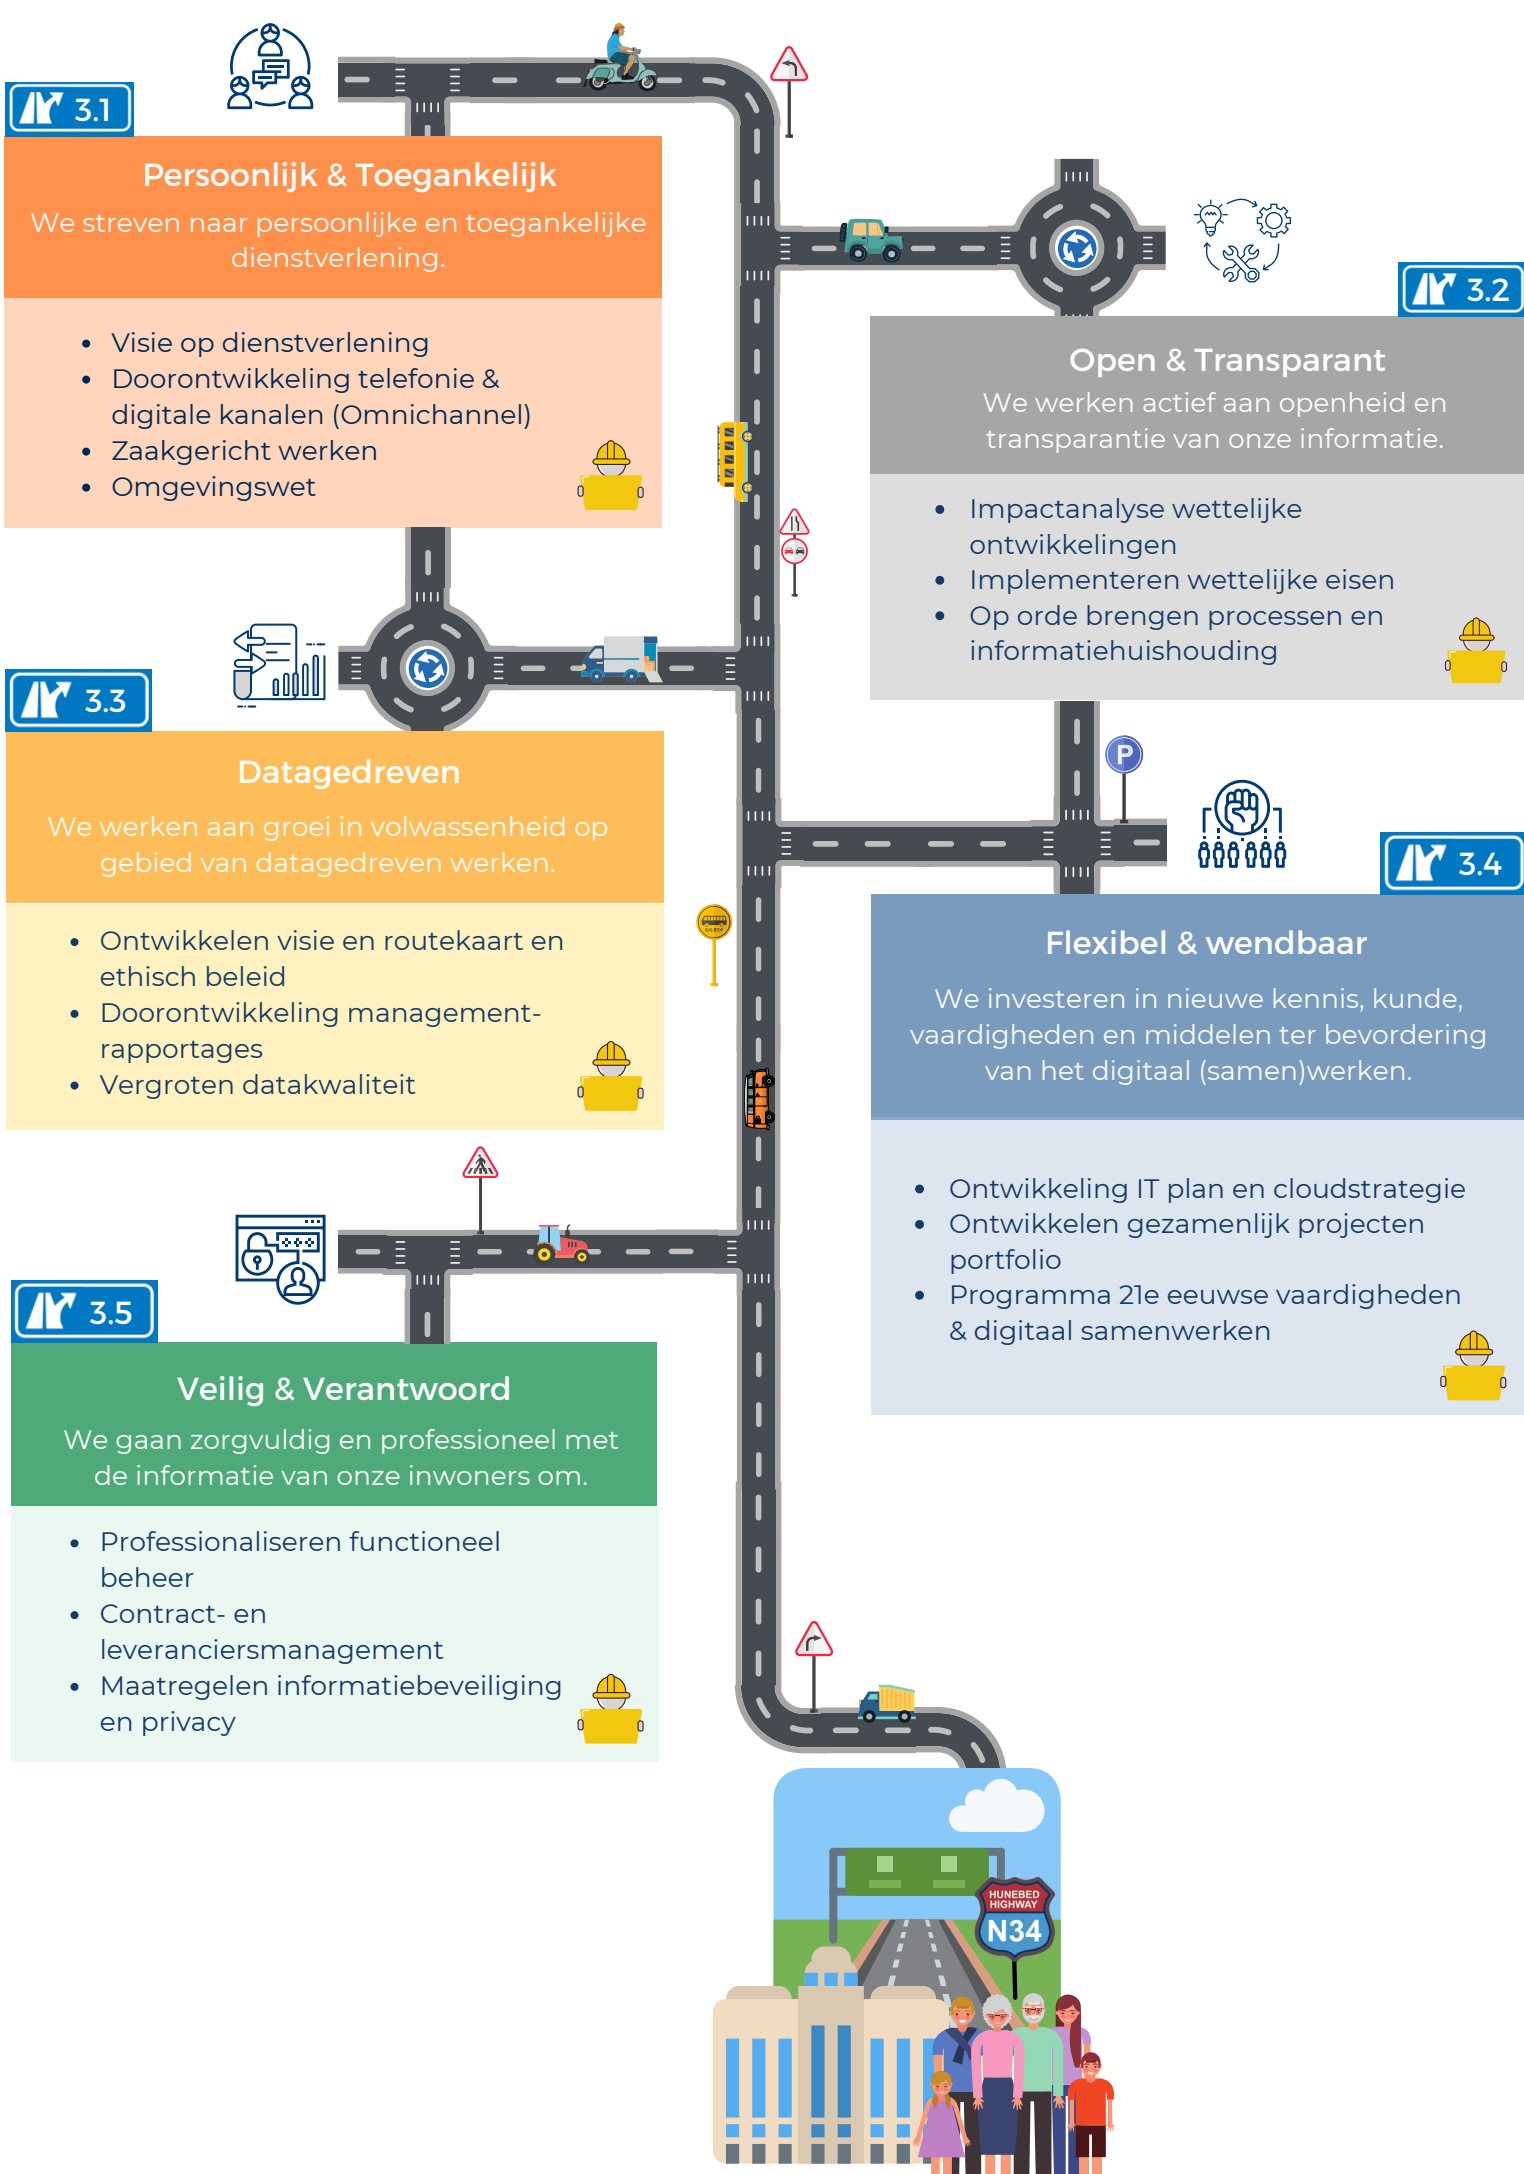 3.1
Persoonlijk & Toegankelijk
We streven naar persoonlijke en toegankelijke
dienstverlening.
• Visie op dienstverlening
• Doorontwikkeling telefonie &
digitale kanalen (Omnichannel)
• Zaakgericht werken
• Omgevingswet
3.2
Open & Transparant
We werken actief aan openheid en
transparantie van onze informatie.
• Impactanalyse wettelijke
ontwikkelingen
• Implementeren wettelijke eisen
• Op orde brengen processen en
informatiehuishouding
3.3
Datagedreven
We werken aan groei in volwassenheid op
gebied van datagedreven werken.
• Ontwikkelen visie en routekaart en
ethisch beleid
• Doorontwikkeling management-
rapportages
• Vergroten datakwaliteit
P
BUS STOP
3.4
Flexibel & wendbaar
We investeren in nieuwe kennis, kunde,
vaardigheden en middelen ter bevordering
van het digitaal (samen)werken.
• Ontwikkeling IT plan en cloudstrategie
• Ontwikkelen gezamenlijk projecten
portfolio
• Programma 21e eeuwse vaardigheden
& digitaal samenwerken
3.5
Veilig & Verantwoord
We gaan zorgvuldig en professioneel met
de informatie van onze inwoners om.
• Professionaliseren functioneel
beheer
• Contract- en
leveranciersmanagement
• Maatregelen informatiebeveiliging
en privacy
HUNEBED
HIGHWAY
N34